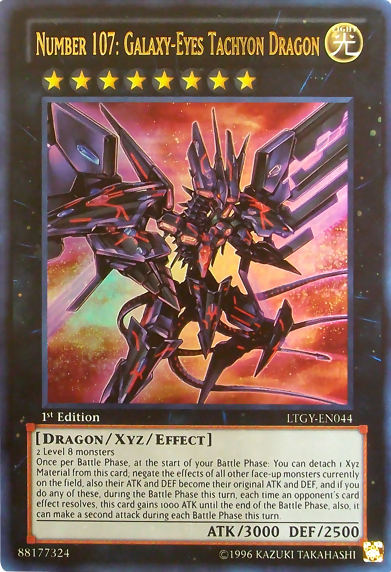 NUMBER 107: GALAXY-EYES TACHYON DRAGON
LIGHT
光
1st Edition
LTGY-EN044
[DRAGON/XYZ/EFFECT]
2 Level 8 monsters
Once per Battle Phase, at the start of your Battle Phase: You can detach 1 Xyz
Material from this card; negate the effects of all other face-up monsters currently
on the field, also their ATK and DEF become their original ATK and DEF, and if you
do any of these, during the Battle Phase this turn, each time an opponent's card
effect resolves, this card gains 1000 ATK until the end of the Battle Phase, also, it
can make a second attack during each Battle Phase this turn.
ATK/3000 DEF/2500
88177324
©1996 KAZUKI TAKAHASHI